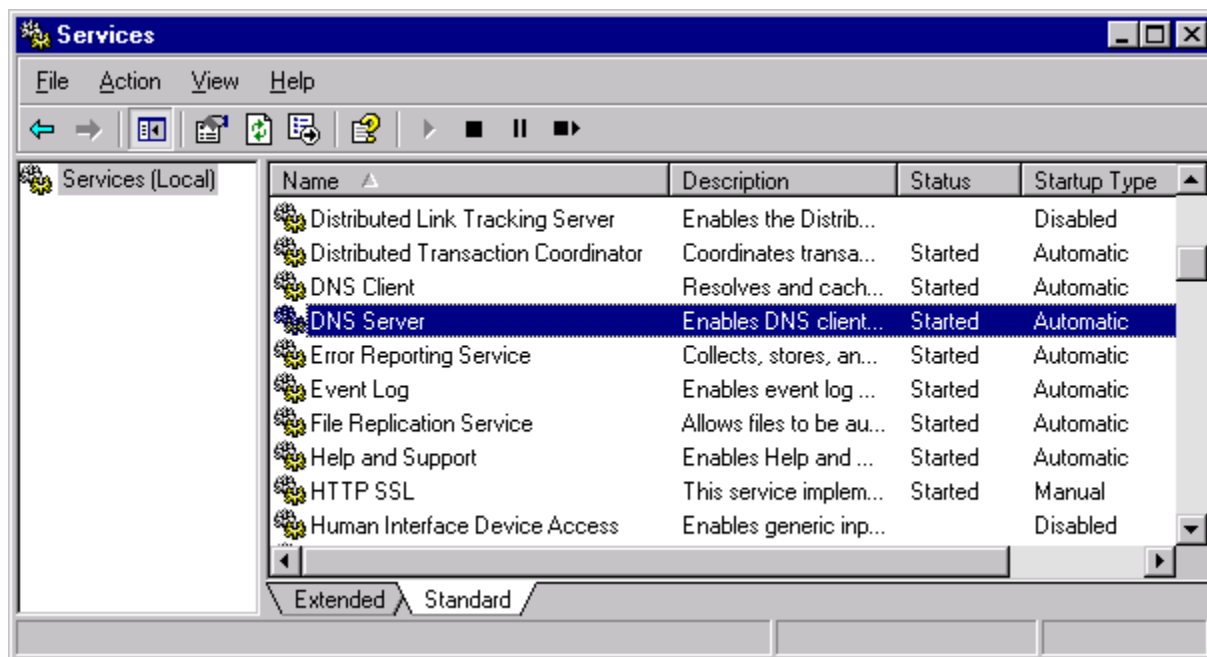 Services
File Action View Help
Services (Local)
Name Description Status Startup Type
Distributed Link Tracking Server Enables the Distrib... Disabled
Distributed Transaction Coordinator Coordinates transa... Started Automatic
DNS Client Resolves and cach... Started Automatic
DNS Server Enables DNS client... Started Automatic
Error Reporting Service Collects, stores, an... Started Automatic
Event Log Enables event log ... Started Automatic
File Replication Service Allows files to be au... Started Automatic
Help and Support Enables Help and ... Started Automatic
HTTP SSL This service implem... Started Manual
Human Interface Device Access Enables generic inp... Disabled
Extended Standard